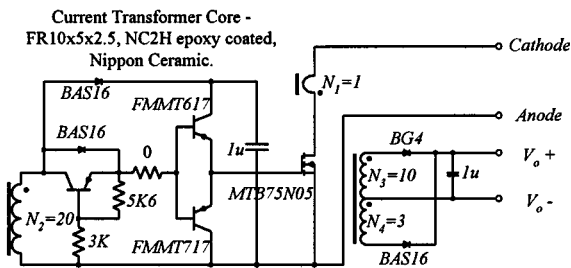 Current Transformer Core -
FR10x5x2.5, NC2H epoxy coated,
Nippon Ceramic.
Cathode
N1=1
BAS16
FMMT617
Anode
BAS16
BG4
Vo +
0
1u
N3=10
1u
MTB75N05
N2=20
5K6
N4=3
Vo -
3K
FMMT717
BAS16